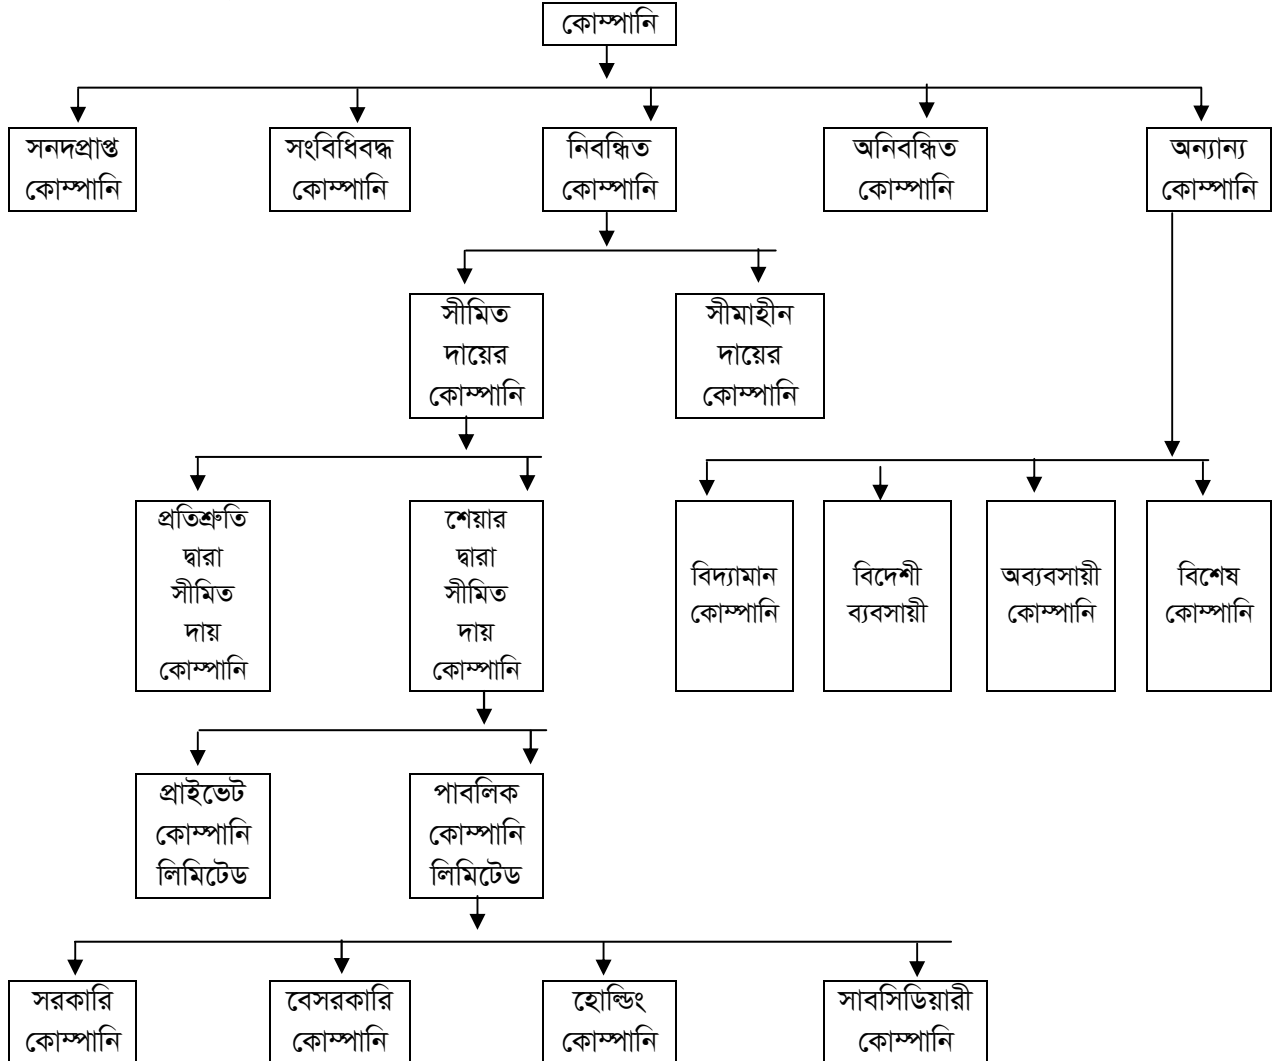 কোম্পানি
সনদপ্রাপ্ত
কোম্পানি
সংবিধিবদ্ধ
কোম্পানি
নিবন্ধিত
কোম্পানি
অনিবন্ধিত
কোম্পানি
অন্যান্য
কোম্পানি
সীমিত
দায়ের
কোম্পানি
সীমাহীন
দায়ের
কোম্পানি
প্রতিশ্রুতি
দ্বারা
সীমিত
দায়
কোম্পানি
শেয়ার
দ্বারা
সীমিত
দায়
কোম্পানি
বিদ্যামান
কোম্পানি
বিদেশী
ব্যবসায়ী
অব্যবসায়ী
কোম্পানি
বিশেষ
কোম্পানি
প্রাইভেট
কোম্পানি
লিমিটেড
পাবলিক
কোম্পানি
লিমিটেড
সরকারি
কোম্পানি
বেসরকারি
কোম্পানি
হোল্ডিং
কোম্পানি
সাবসিডিয়ারী
কোম্পানি